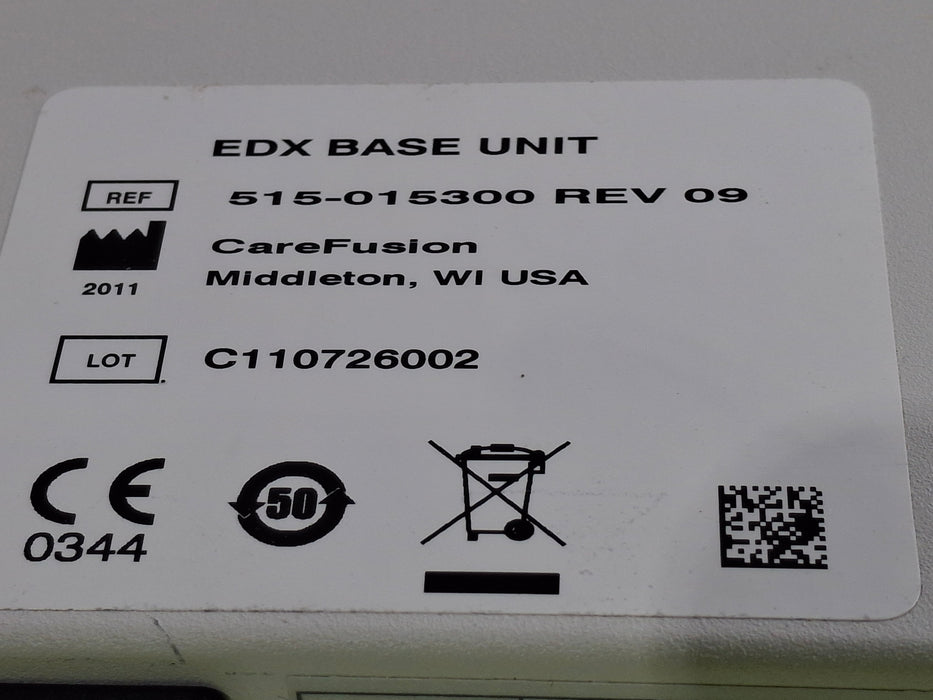 EDX BASE UNIT
REF 515-015300 REV 09
CareFusion
Middleton, WI USA
2011
LOT C110726002
CE
0344
50